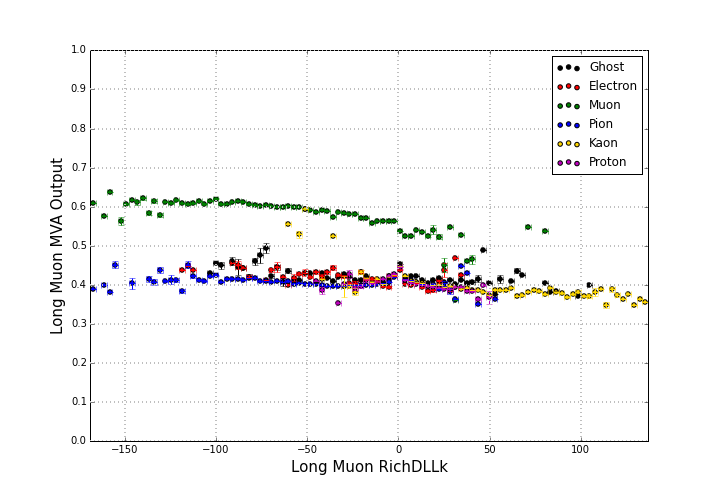 1.0
0.9
0.8
0.7
0.6
0.5
0.4
0.3
0.2
0.1
0.0
Long Muon MVA Output
Ghost
Electron
Muon
Pion
Kaon
Proton
−150 −100 −50 0 50 100
Long Muon RichDLLk